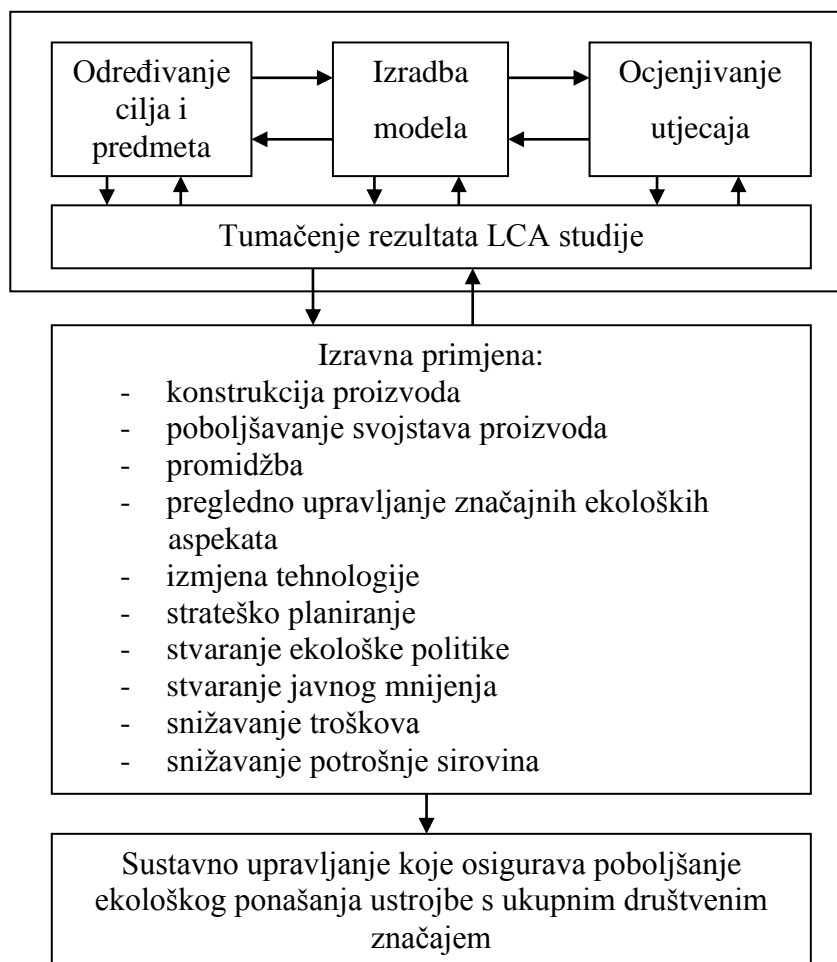 Određivanje
cilja i
predmeta
Izradba
modela
Ocjenjivanje
utjecaja
Tumačenje rezultata LCA studije
Izravna primjena:
- konstrukcija proizvoda
- poboljšavanje svojstava proizvoda
- promidžba
- pregledno upravljanje značajnih ekoloških
aspekata
- izmjena tehnologije
- strateško planiranje
- stvaranje ekološke politike
- stvaranje javnog mnijenja
- snižavanje troškova
- snižavanje potrošnje sirovina
Sustavno upravljanje koje osigurava poboljšanje
ekološkog ponašanja ustrojbe s ukupnim društvenim
značajem